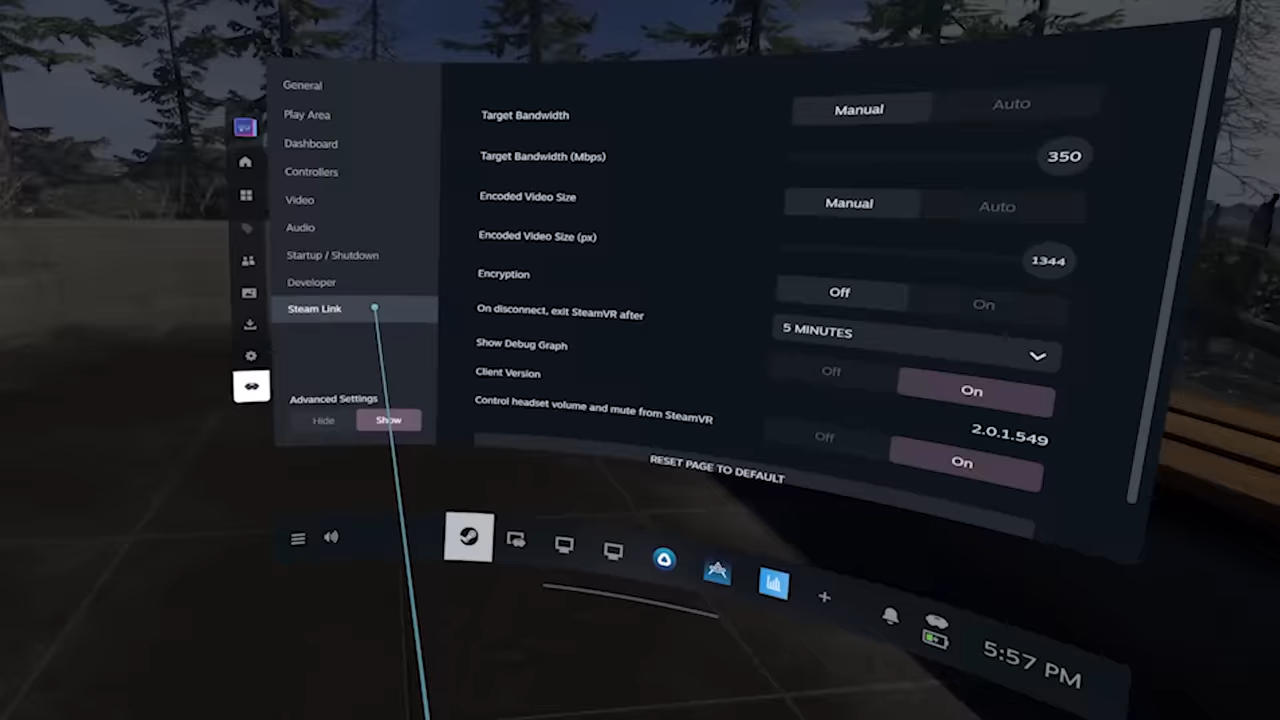 General
Play Area
Dashboard
Controllers
Video
Audio
Startup / Shutdown
Developer
Steam Link
Advanced Settings
Hide Show
Target Bandwidth Manual Auto
Target Bandwidth (Mbps) 350
Encoded Video Size Manual Auto
Encoded Video Size (px) 1344
Encryption Off On
On disconnect, exit SteamVR after 5 MINUTES
Show Debug Graph Off On
Client Version 2.0.1.549
Control headset volume and mute from SteamVR Off On
RESET PAGE TO DEFAULT
5:57 PM